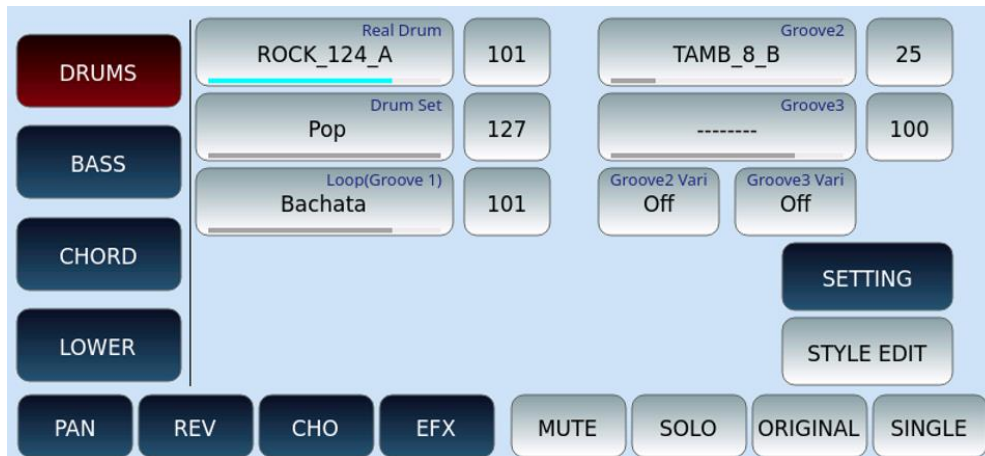 DRUMS
BASS
CHORD
LOWER
Real Drum
ROCK_124_A
101
Groove2
TAMB_8_B
25
Drum Set
Pop
127
Groove3
--------
100
Loop(Groove 1)
Bachata
101
Groove2 Vari
Off
Groove3 Vari
Off
SETTING
STYLE EDIT
PAN
REV
CHO
EFX
MUTE
SOLO
ORIGINAL
SINGLE